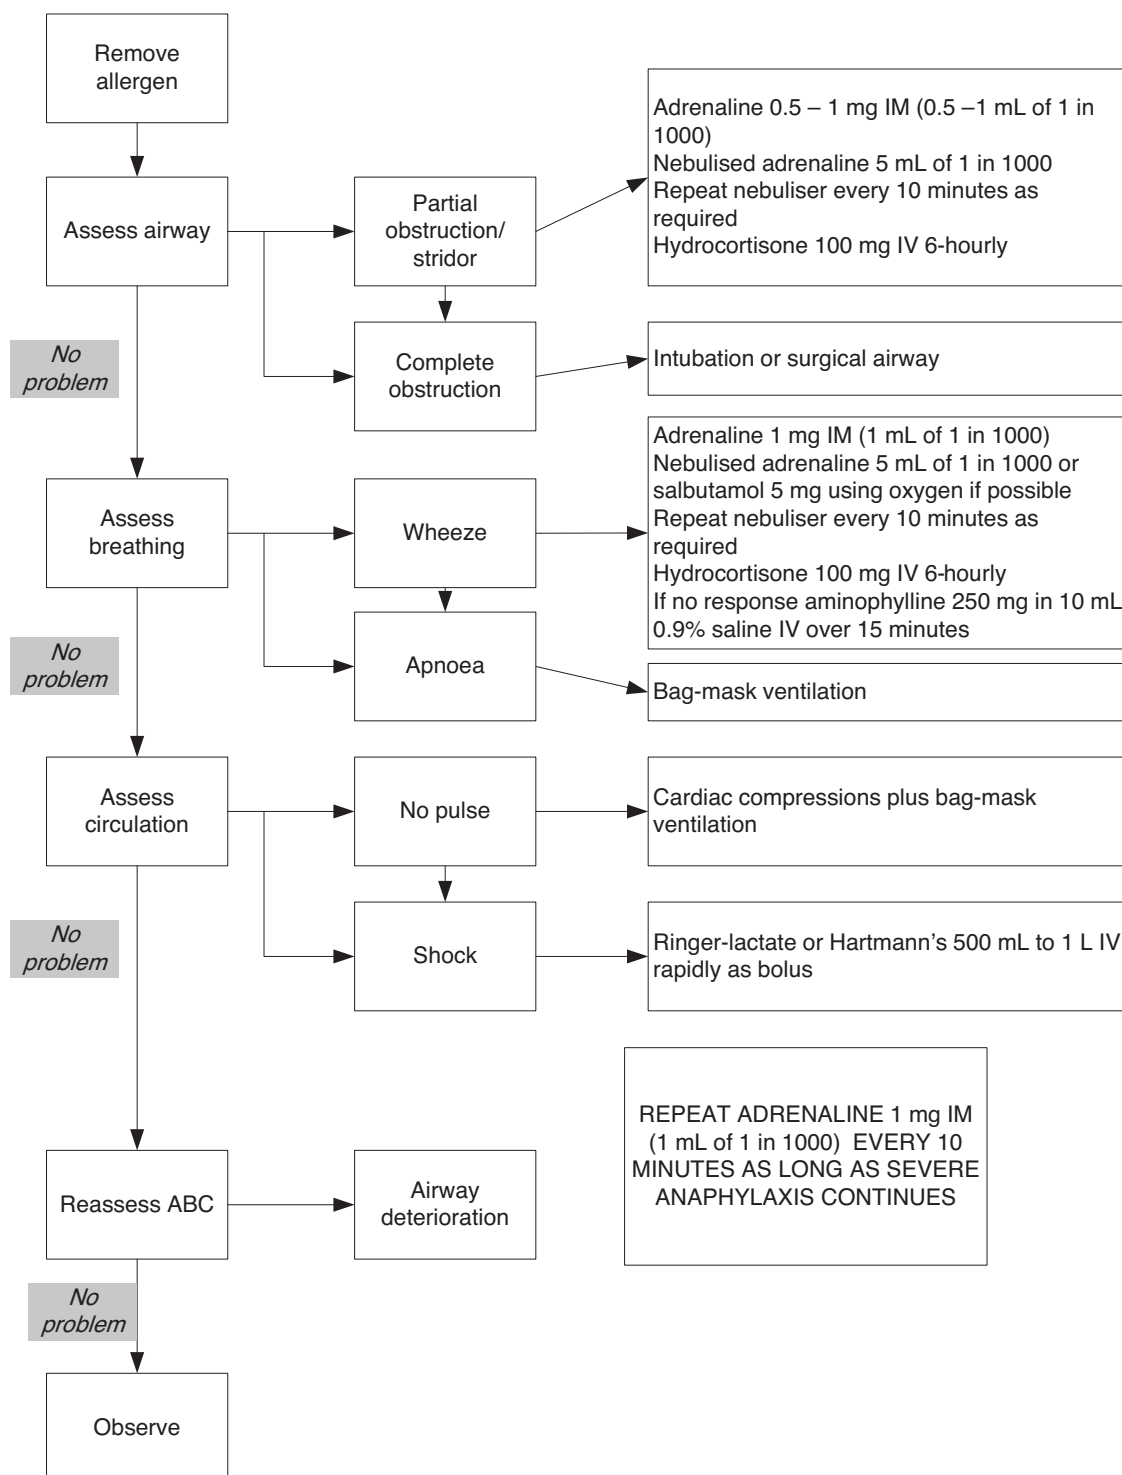 Remove
allergen
Assess airway
Partial
obstruction/
stridor
Adrenaline 0.5 – 1 mg IM (0.5 –1 mL of 1 in
1000)
Nebulised adrenaline 5 mL of 1 in 1000
Repeat nebuliser every 10 minutes as
required
Hydrocortisone 100 mg IV 6-hourly
No
problem
Complete
obstruction
Intubation or surgical airway
Assess
breathing
Wheeze
Adrenaline 1 mg IM (1 mL of 1 in 1000)
Nebulised adrenaline 5 mL of 1 in 1000 or
salbutamol 5 mg using oxygen if possible
Repeat nebuliser every 10 minutes as
required
Hydrocortisone 100 mg IV 6-hourly
If no response aminophylline 250 mg in 10 mL
0.9% saline IV over 15 minutes
No
problem
Apnoea
Bag-mask ventilation
Assess
circulation
No pulse
Cardiac compressions plus bag-mask
ventilation
No
problem
Shock
Ringer-lactate or Hartmann's 500 mL to 1 L IV
rapidly as bolus
REPEAT ADRENALINE 1 mg IM
(1 mL of 1 in 1000) EVERY 10
MINUTES AS LONG AS SEVERE
ANAPHYLAXIS CONTINUES
Reassess ABC
Airway
deterioration
No
problem
Observe